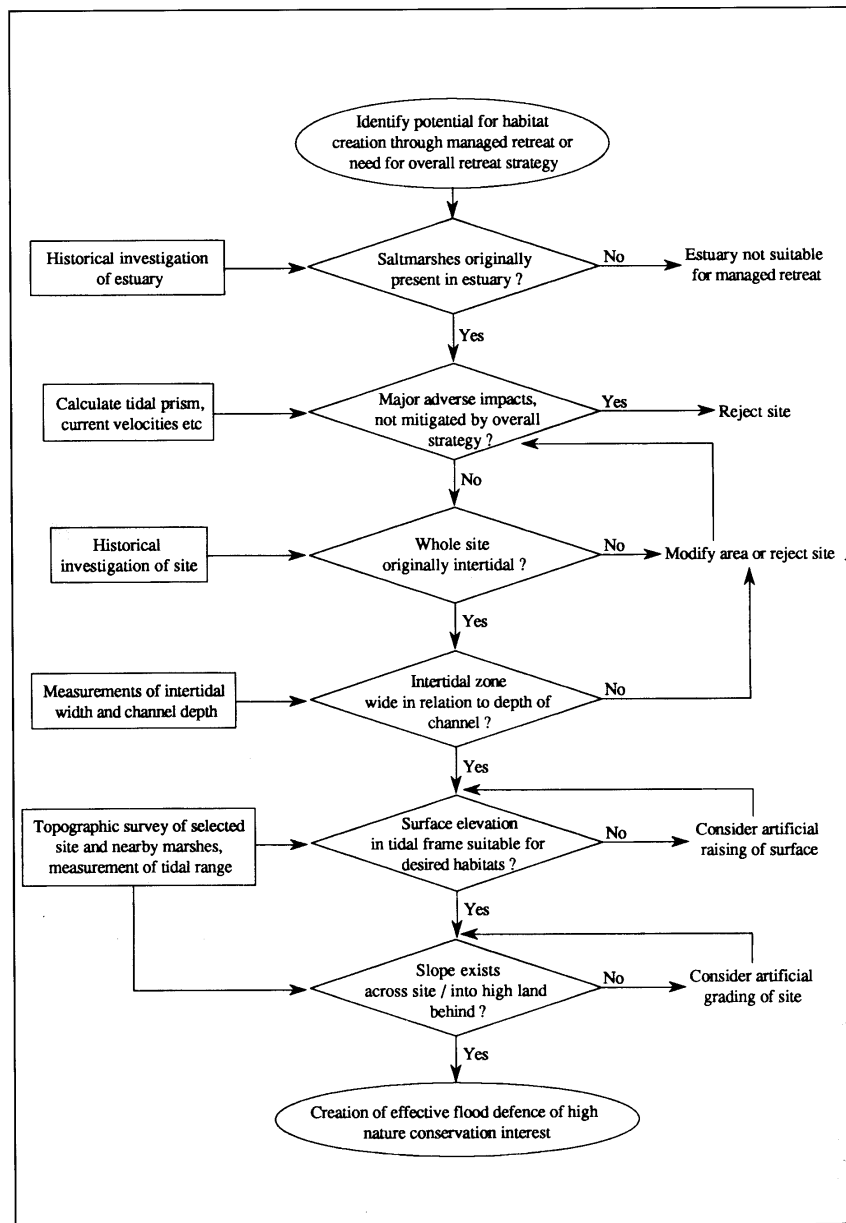 Identify potential for habitat
creation through managed retreat or
need for overall retreat strategy
Historical investigation
of estuary
Saltmarshes originally
present in estuary ?
No
Estuary not suitable
for managed retreat
Yes
Calculate tidal prism,
current velocities etc
Major adverse impacts,
not mitigated by overall
strategy ?
Yes
Reject site
No
Historical
investigation of site
Whole site
originally intertidal ?
No
Modify area or reject site
Yes
Measurements of intertidal
width and channel depth
Intertidal zone
wide in relation to depth of
channel ?
No
Yes
Topographic survey of selected
site and nearby marshes,
measurement of tidal range
Surface elevation
in tidal frame suitable for
desired habitats ?
No
Consider artificial
raising of surface
Yes
Slope exists
across site / into high land
behind ?
No
Consider artificial
grading of site
Yes
Creation of effective flood defence of high
nature conservation interest